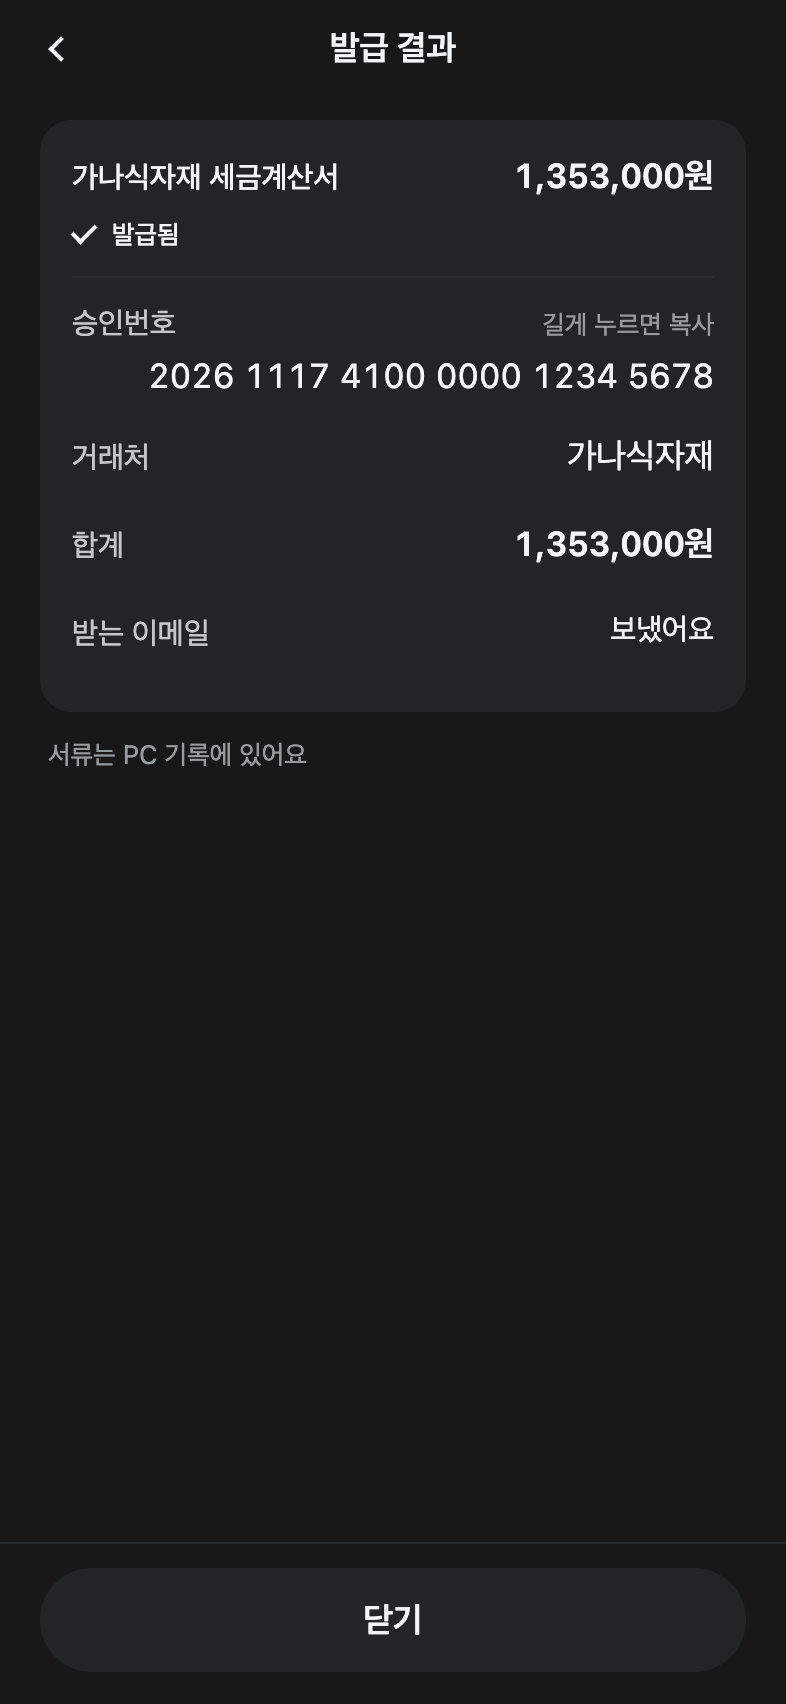 발급 결과
가나식자재 세금계산서 1,353,000원
발급됨
승인번호 길게 누르면 복사
2026 1117 4100 0000 1234 5678
거래처 가나식자재
합계 1,353,000원
받는 이메일 보냈어요
서류는 PC 기록에 있어요
닫기